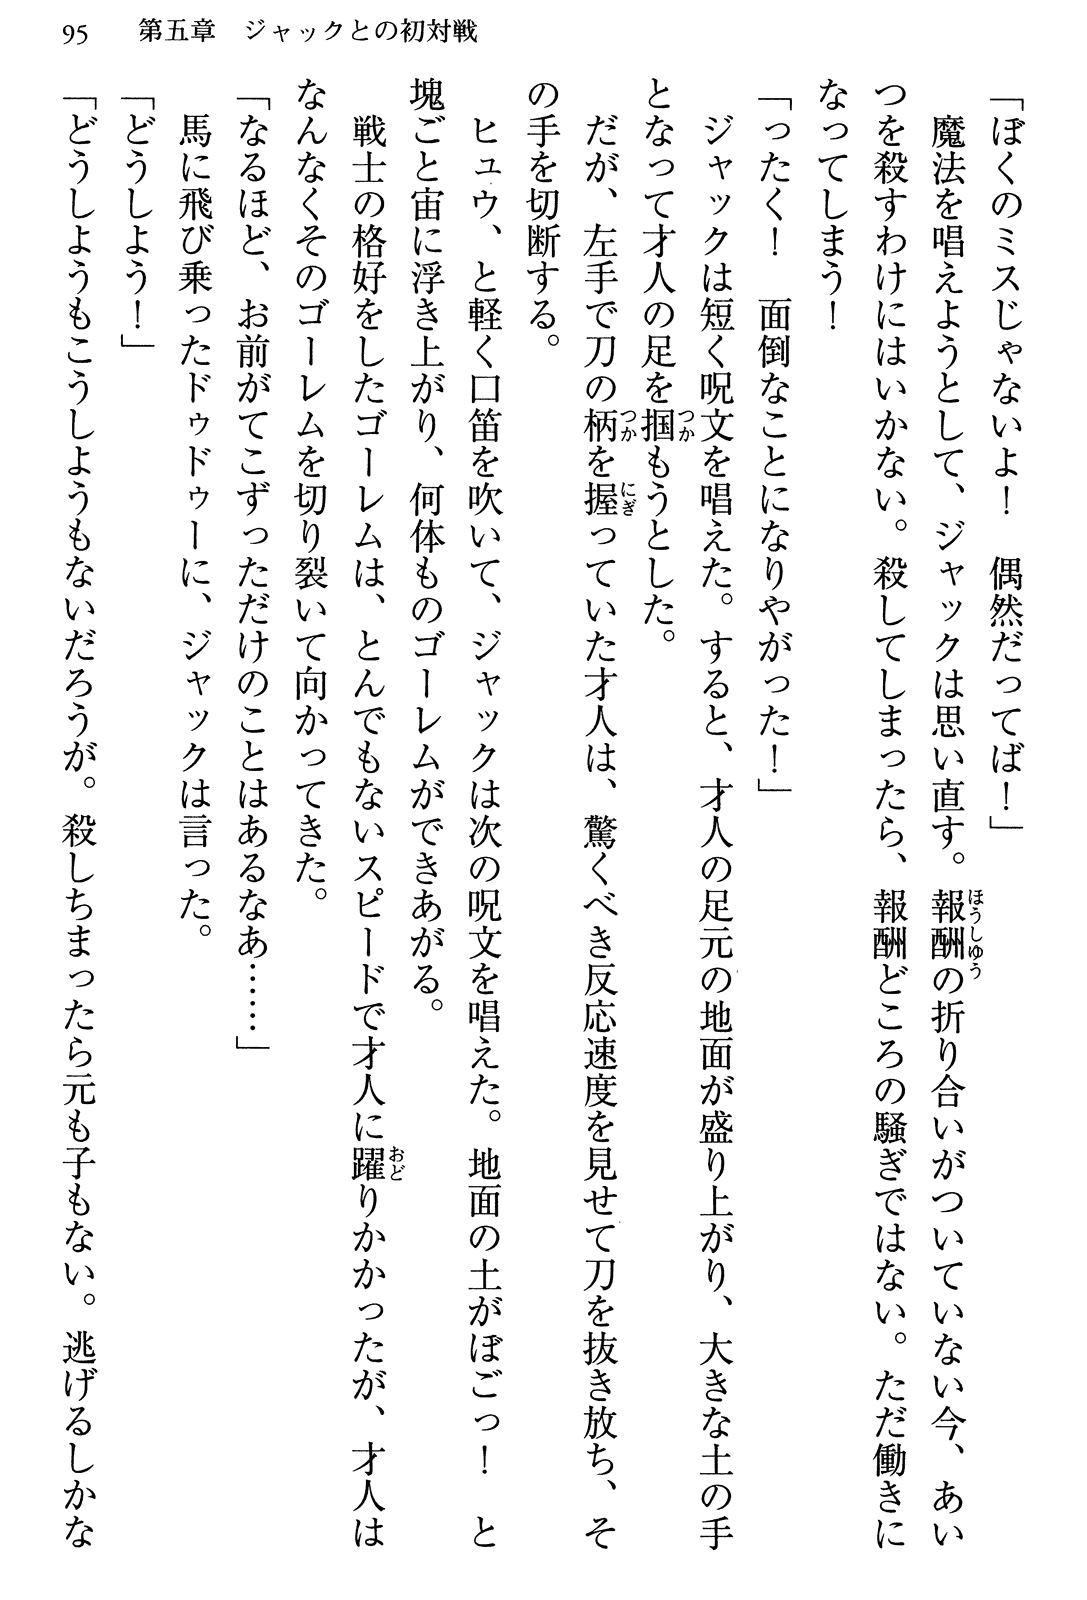 95　第五章　ジャックとの初対戦
「ぼくのミスじゃないよ！　偶然だってば！」
　魔法を唱えようとして、ジャックは思い直す。報酬の折り合いがついていない今、あい
つを殺すわけにはいかない。殺してしまったら、報酬どころの騒ぎではない。ただ働きに
なってしまう！
「ったく！　面倒なことになりやがった！」
　ジャックは短く呪文を唱えた。すると、才人の足元の地面が盛り上がり、大きな土の手
となって才人の足を掴もうとした。
　だが、左手で刀の柄を握っていた才人は、驚くべき反応速度を見せて刀を抜き放ち、そ
の手を切断する。
　ヒュウ、と軽く口笛を吹いて、ジャックは次の呪文を唱えた。地面の土がぼごっ！　と
塊ごと宙に浮き上がり、何体ものゴーレムができあがる。
　戦士の格好をしたゴーレムは、とんでもないスピードで才人に躍りかかったが、才人は
なんなくそのゴーレムを切り裂いて向かってきた。
「なるほど、お前がてこずっただけのことはあるなあ……」
　馬に飛び乗ったドゥドゥーに、ジャックは言った。
「どうしよう！」
「どうしようもこうしようもないだろうが。殺しちまったら元も子もない。逃げるしかな